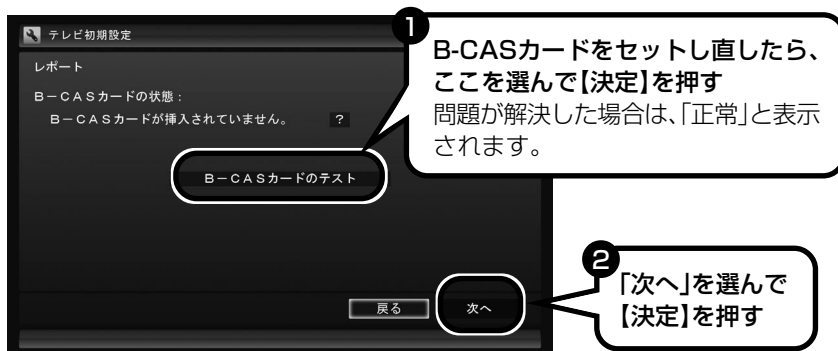 テレビ初期設定
レポート
B－CASカードの状態：
B－CASカードが挿入されていません。 ?
B－CASカードのテスト
戻る 次へ
1
B-CASカードをセットし直したら、
ここを選んで【決定】を押す
問題が解決した場合は、「正常」と表示
されます。
2
「次へ」を選んで
【決定】を押す